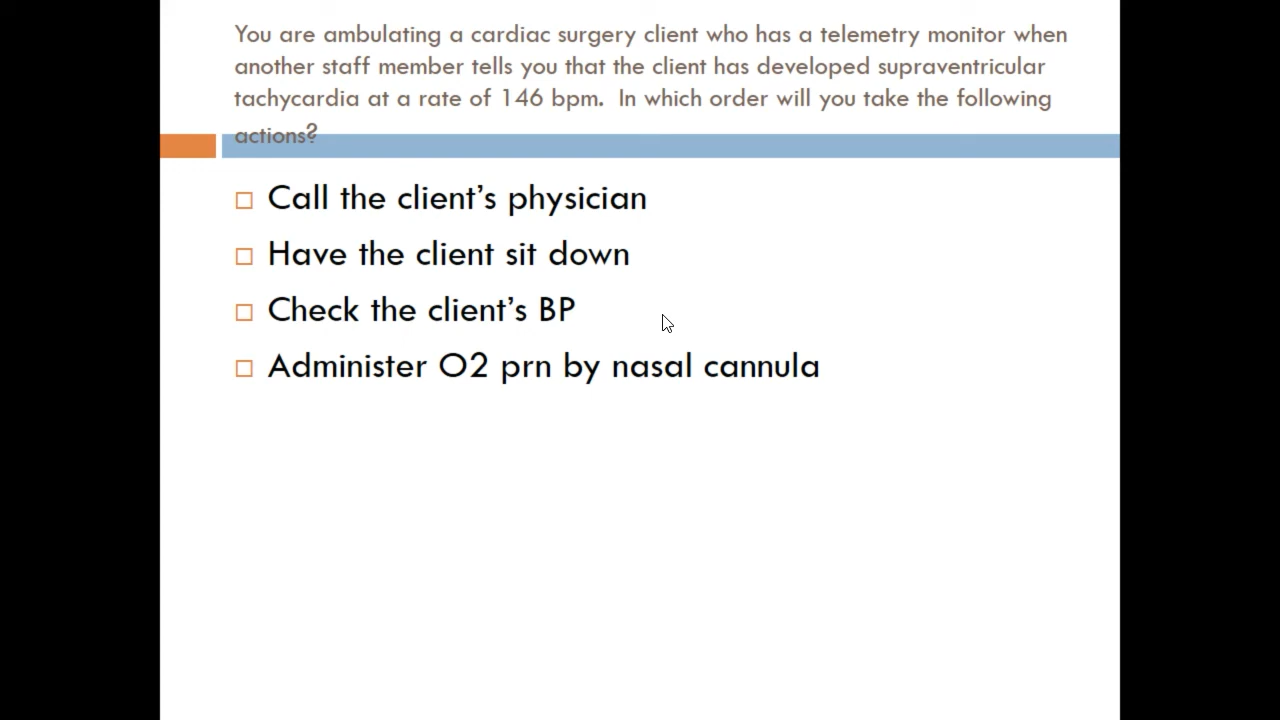 You are ambulating a cardiac surgery client who has a telemetry monitor when
another staff member tells you that the client has developed supraventricular
tachycardia at a rate of 146 bpm.  In which order will you take the following
actions?
Call the client’s physician
Have the client sit down
Check the client’s BP
Administer O2 prn by nasal cannula